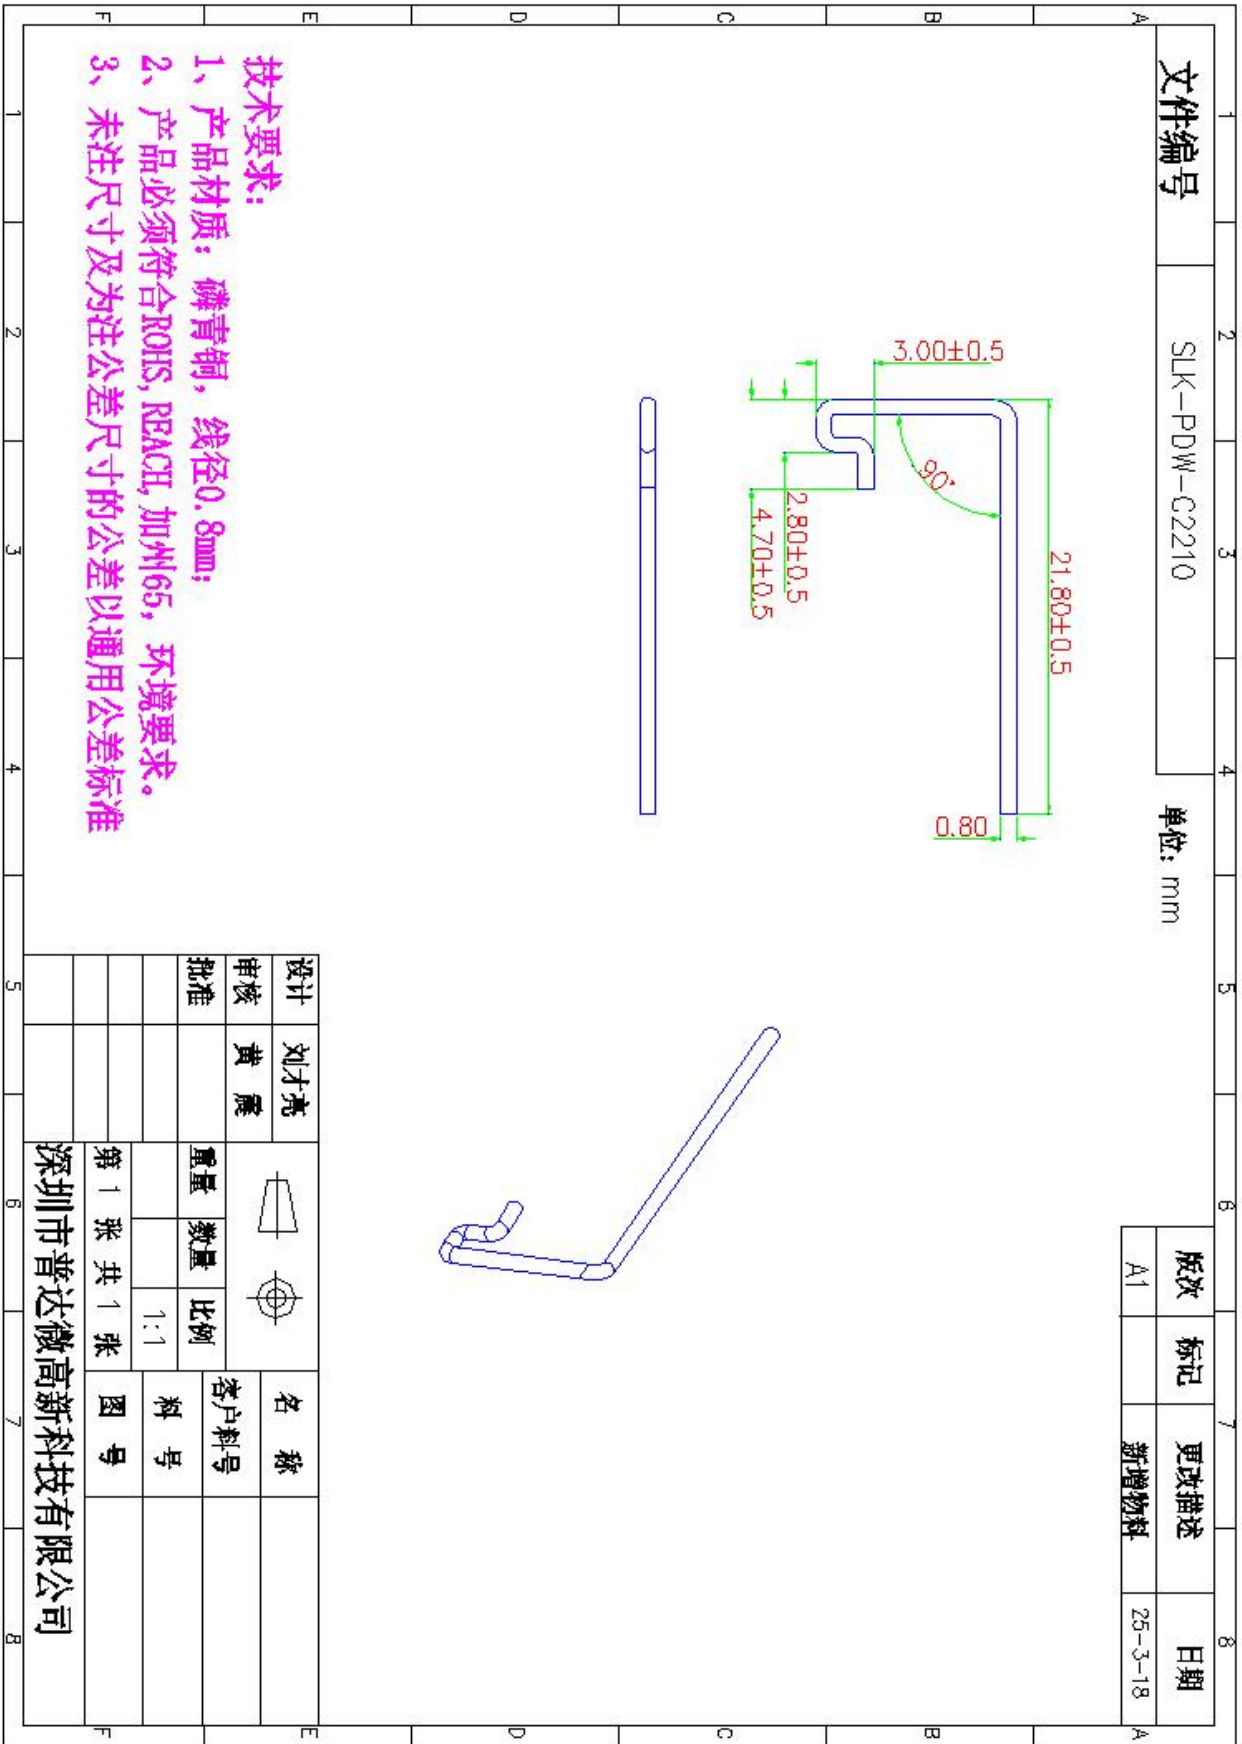 1 2 3 4 5 6 7 8
A
B
C
D
E
F
文件编号 SLK-PDW-C2210 单位：mm
版次 标记 更改描述 日期
A1 新增物料 25-3-18
21.80±0.5
3.00±0.5
90°
0.80
2.80±0.5
4.70±0.5
技术要求：
1、产品材质：磷青铜，线径0.8mm；
2、产品必须符合ROHS, REACH, 加州65，环境要求。
3、未注尺寸及为注公差尺寸的公差以通用公差标准
设计 刘才亮
审核 黄
批准
重量 数量 比例
1:1
第 1 张 共 1 张
名 称
客户料号
料 号
图 号
深圳市普达微高新科技有限公司
A
B
C
D
E
F
1 2 3 4 5 6 7 8